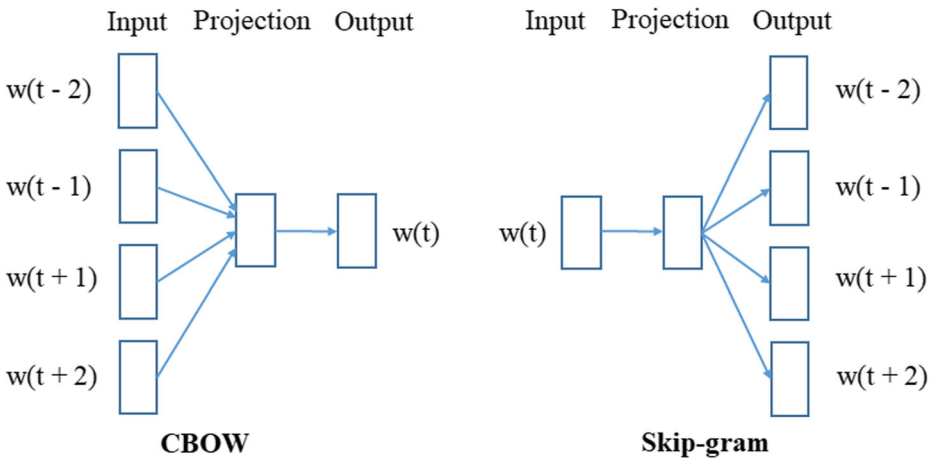 Input Projection Output
w(t - 2)
w(t - 1)
w(t + 1)
w(t + 2)
w(t)
CBOW
Input Projection Output
w(t)
w(t - 2)
w(t - 1)
w(t + 1)
w(t + 2)
Skip-gram